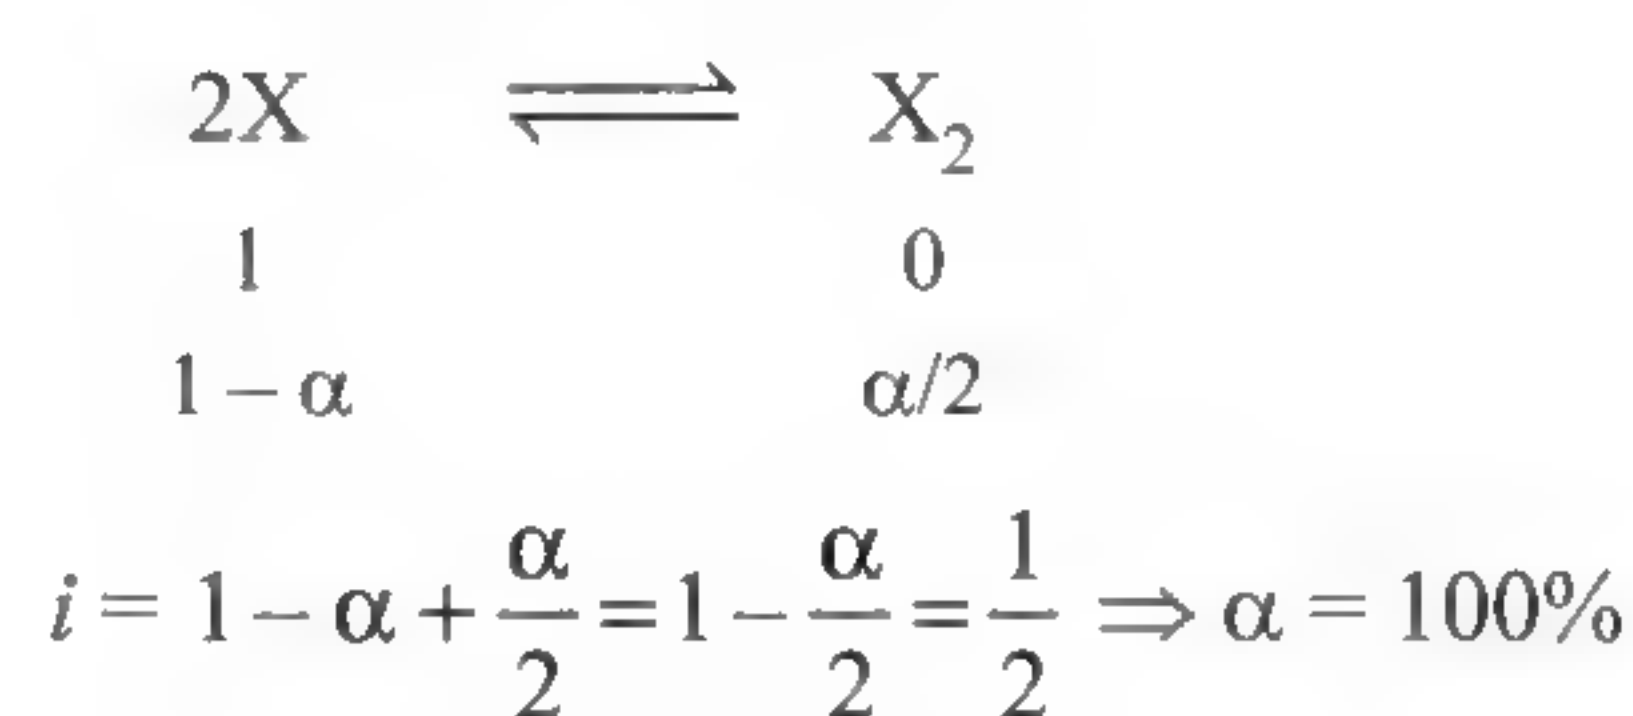 2X ⇌ X₂
1 0
1 – α α/2
i = 1 – α + α/2 = 1 – α/2 = 1/2 ⇒ α = 100%